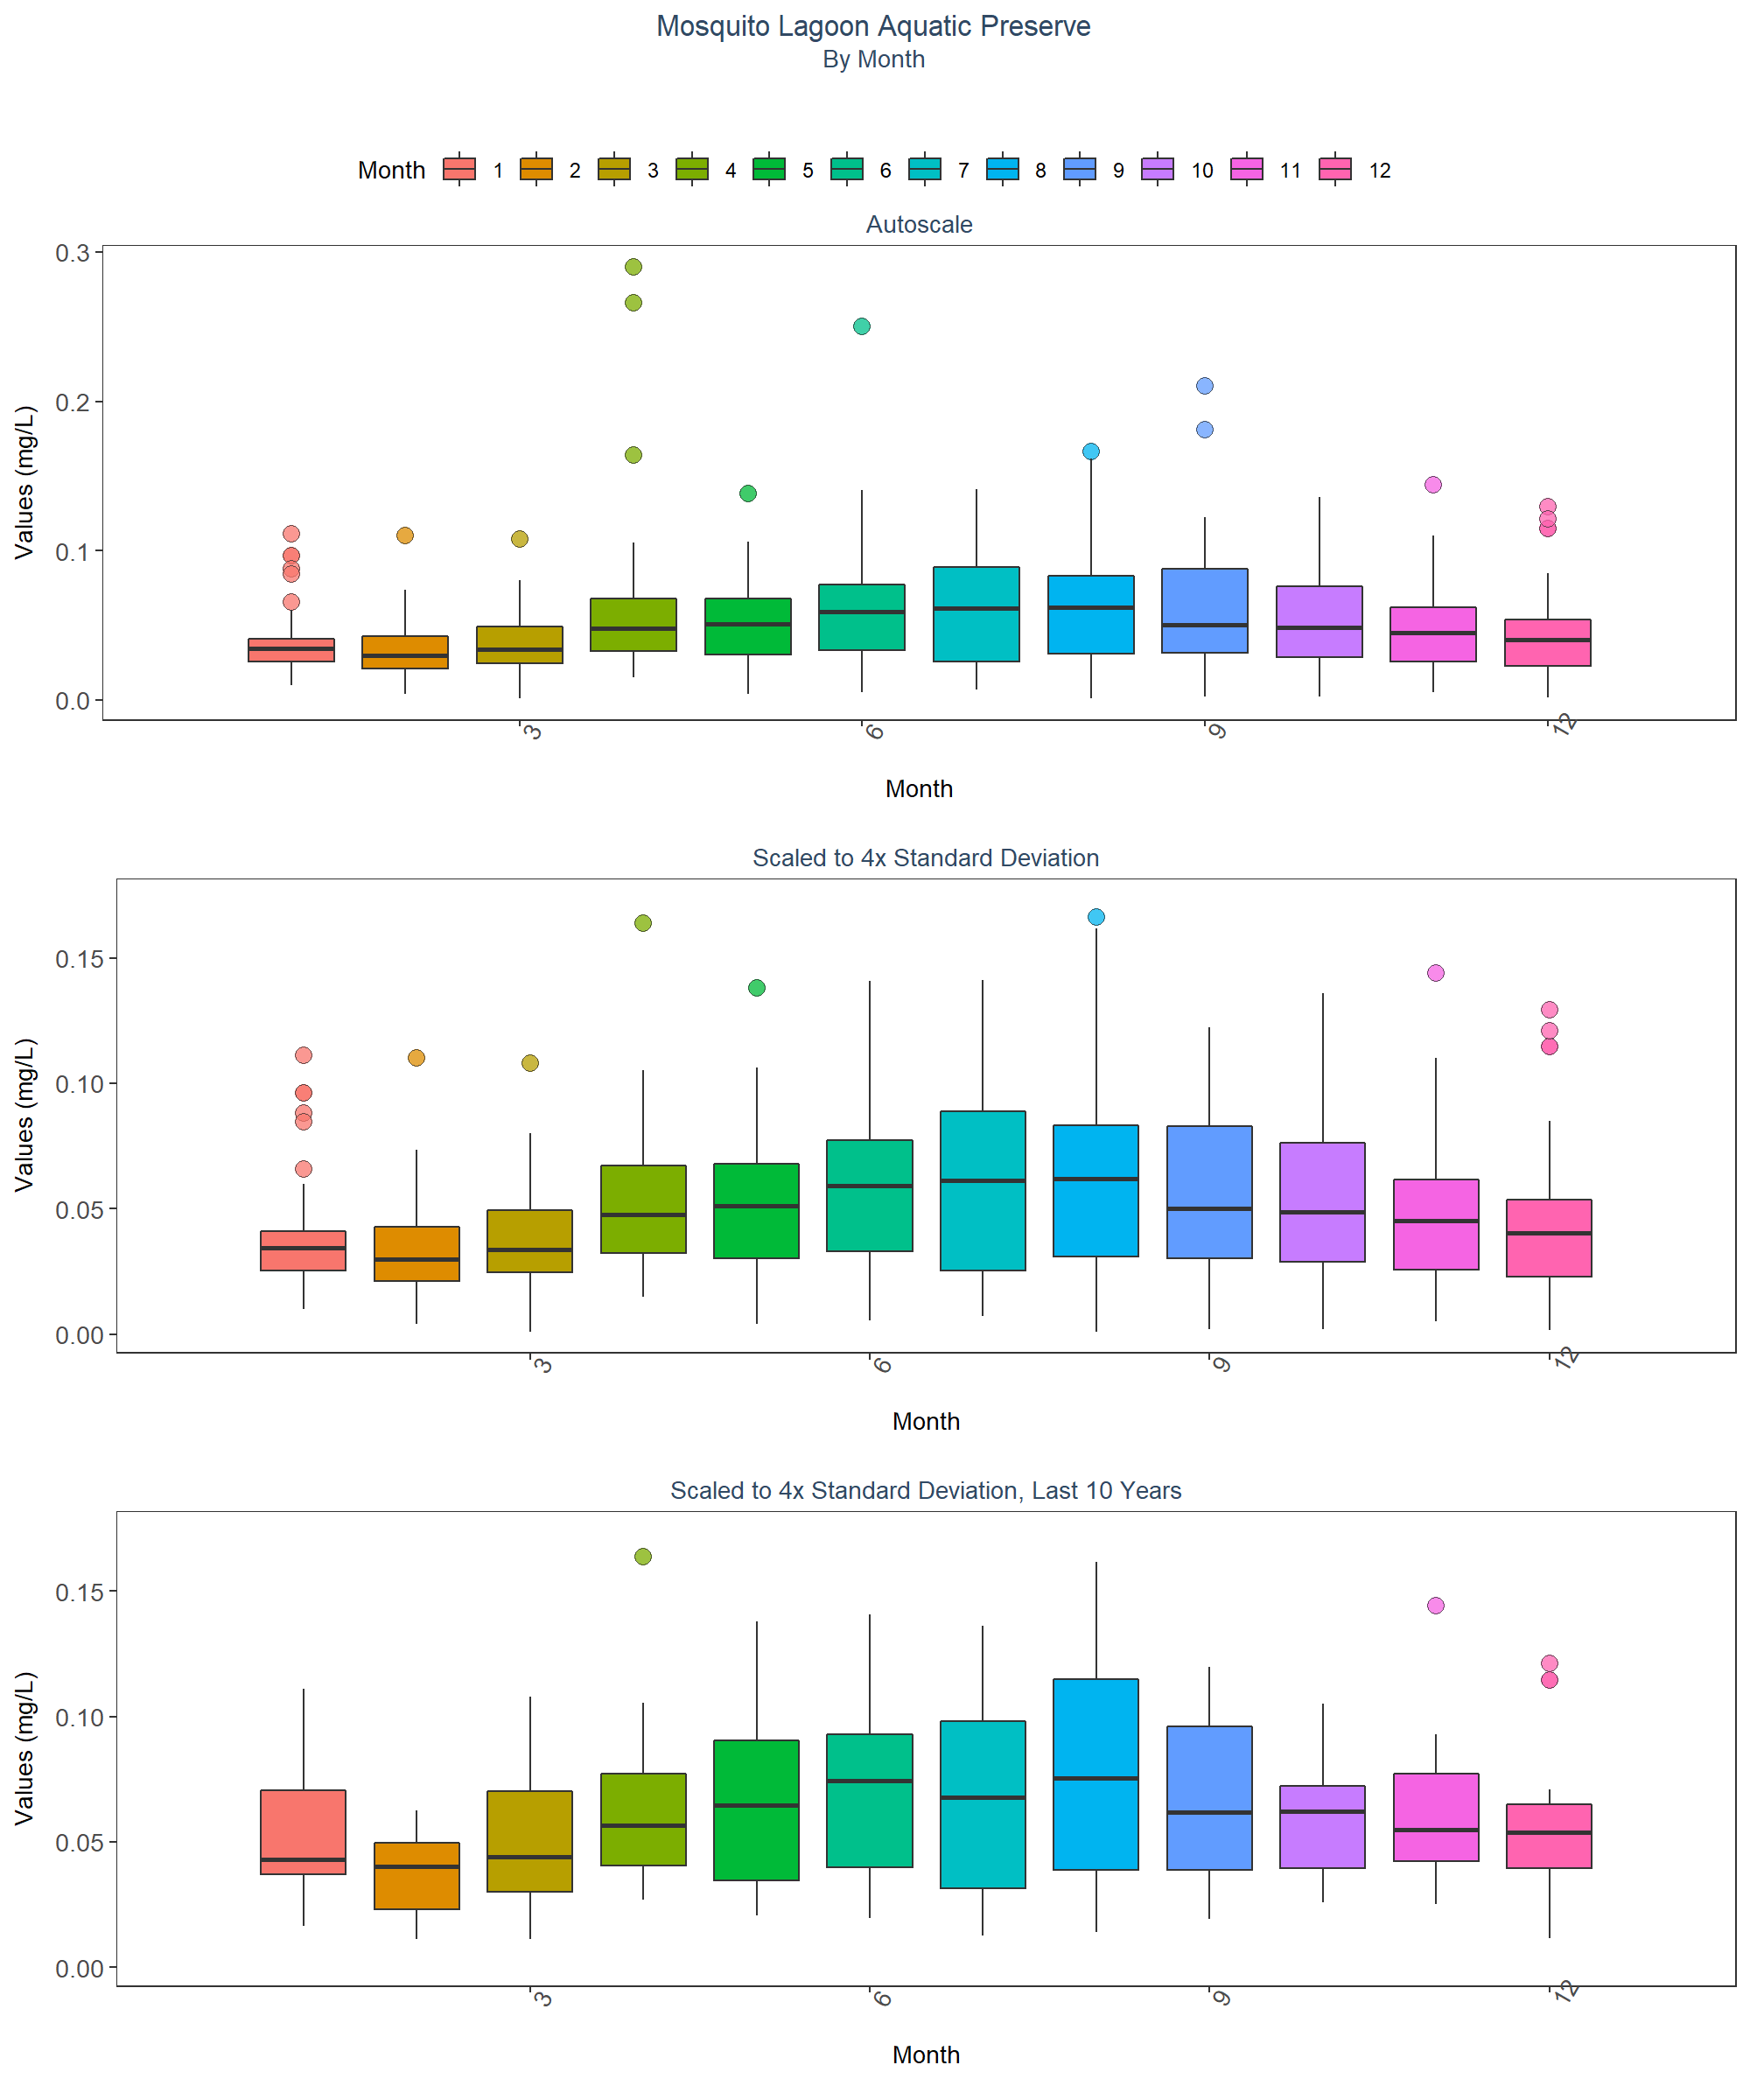 Mosquito Lagoon Aquatic Preserve
By Month
Month 1 2 3 4 5 6 7 8 9 10 11 12
Autoscale
Values (mg/L)
0.3
0.2
0.1
0.0
3 6 9 12
Month
Scaled to 4x Standard Deviation
Values (mg/L)
0.15
0.10
0.05
0.00
3 6 9 12
Month
Scaled to 4x Standard Deviation, Last 10 Years
Values (mg/L)
0.15
0.10
0.05
0.00
3 6 9 12
Month